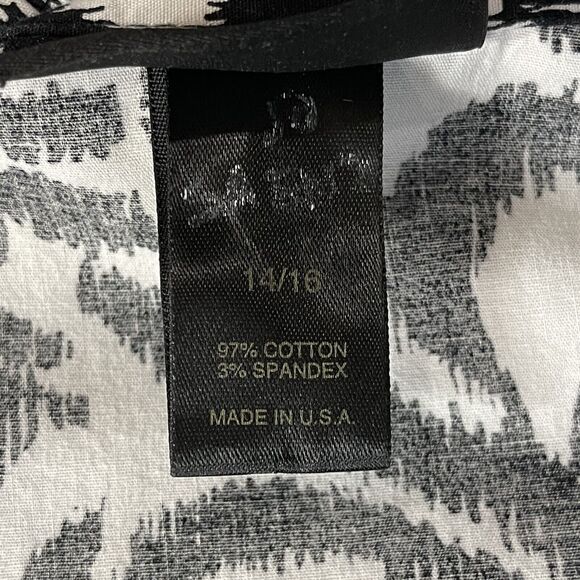 14/16
97% COTTON
3% SPANDEX
MADE IN U.S.A.